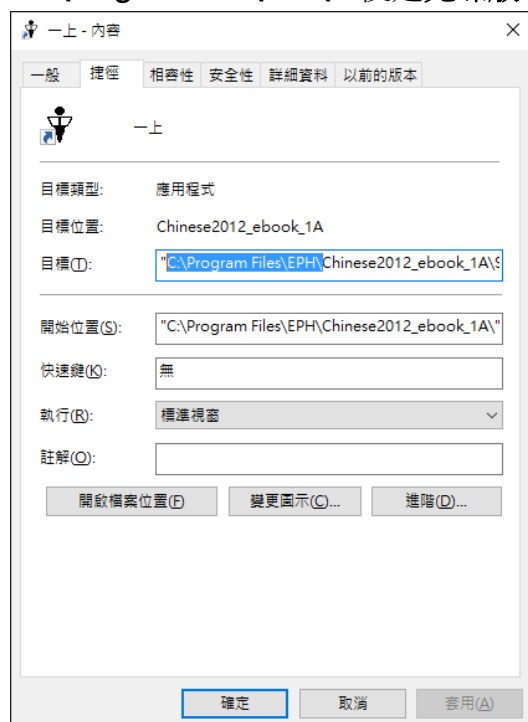 一上 - 內容
一般 捷徑 相容性 安全性 詳細資料 以前的版本
一上
目標類型: 應用程式
目標位置: Chinese2012_ebook_1A
目標(T): "C:\Program Files\EPH\Chinese2012_ebook_1A\S
開始位置(S): "C:\Program Files\EPH\Chinese2012_ebook_1A\"
快速鍵(K): 無
執行(R): 標準視窗
註解(O):
開啟檔案位置(F) 變更圖示(C)... 進階(D)...
確定 取消 套用(A)